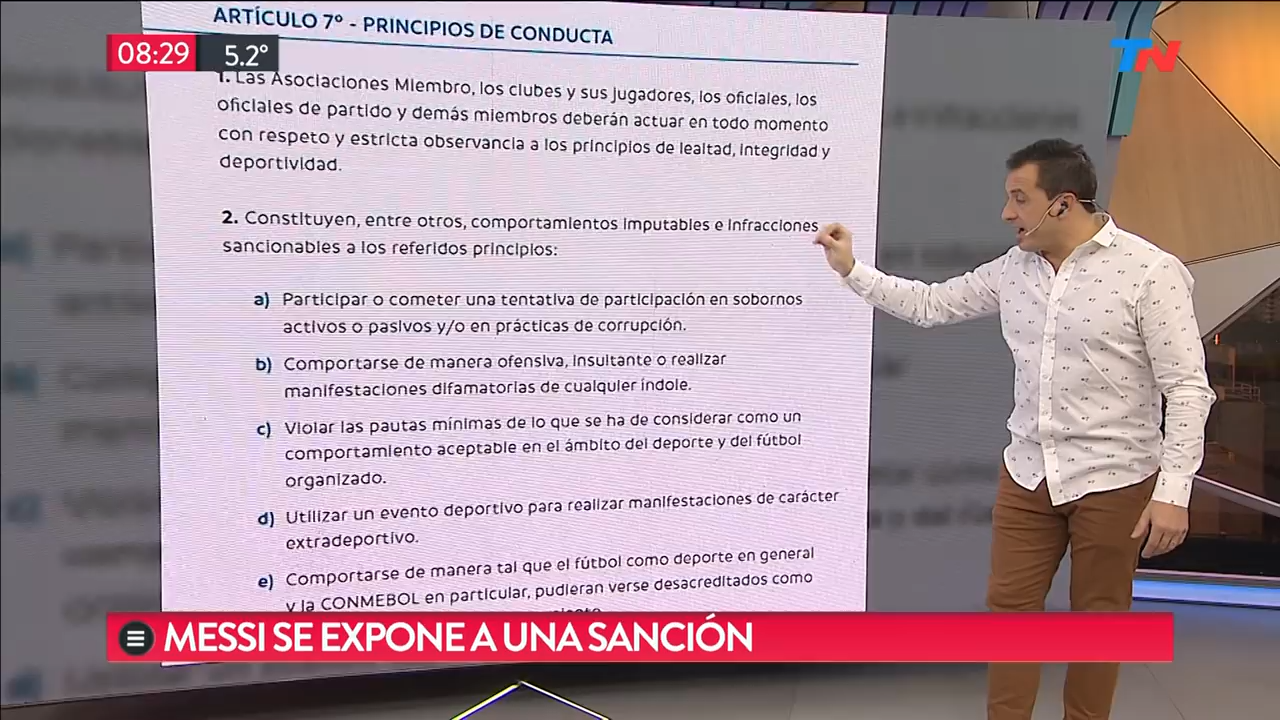 ARTÍCULO 7º - PRINCIPIOS DE CONDUCTA
08:29 5.2°
TN
1. Las Asociaciones Miembro, los clubes y sus jugadores, los oficiales, los
oficiales de partido y demás miembros deberán actuar en todo momento
con respeto y estricta observancia a los principios de lealtad, integridad y
deportividad.
2. Constituyen, entre otros, comportamientos imputables e infracciones
sancionables a los referidos principios:
a) Participar o cometer una tentativa de participación en sobornos
activos o pasivos y/o en prácticas de corrupción.
b) Comportarse de manera ofensiva, insultante o realizar
manifestaciones difamatorias de cualquier índole.
c) Violar las pautas mínimas de lo que se ha de considerar como un
comportamiento aceptable en el ámbito del deporte y del fútbol
organizado.
d) Utilizar un evento deportivo para realizar manifestaciones de carácter
extradeportivo.
e) Comportarse de manera tal que el fútbol como deporte en general
y la CONMEBOL en particular, pudieran verse desacreditados como
MESSI SE EXPONE A UNA SANCIÓN